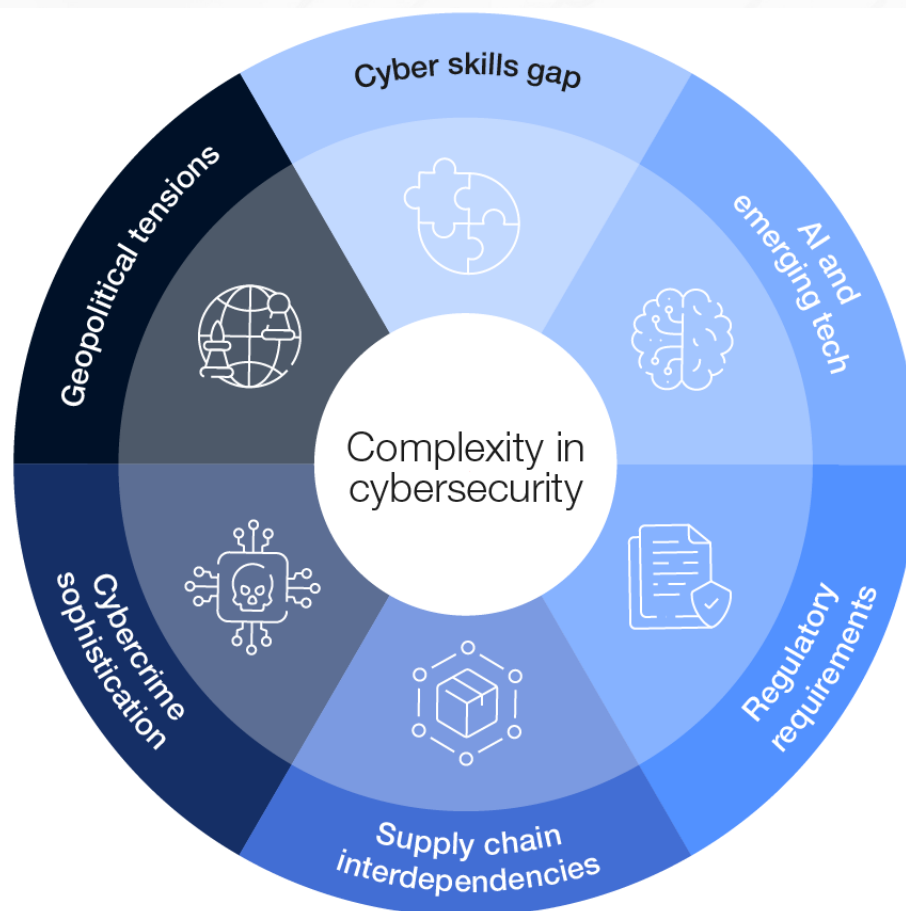 Cyber skills gap
AI and
emerging tech
Regulatory
requirements
Supply chain
interdependencies
Cybercrime
sophistication
Geopolitical tensions
Complexity in
cybersecurity